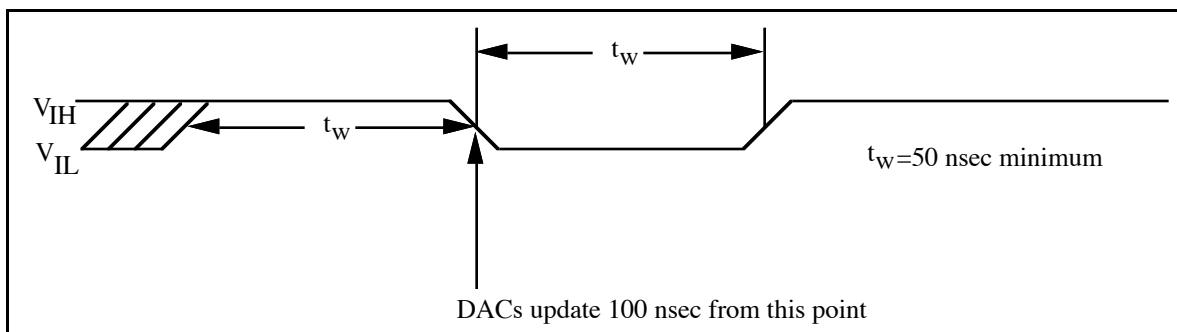 t_w
V_IH
t_w
V_IL
t_w=50 nsec minimum
DACs update 100 nsec from this point